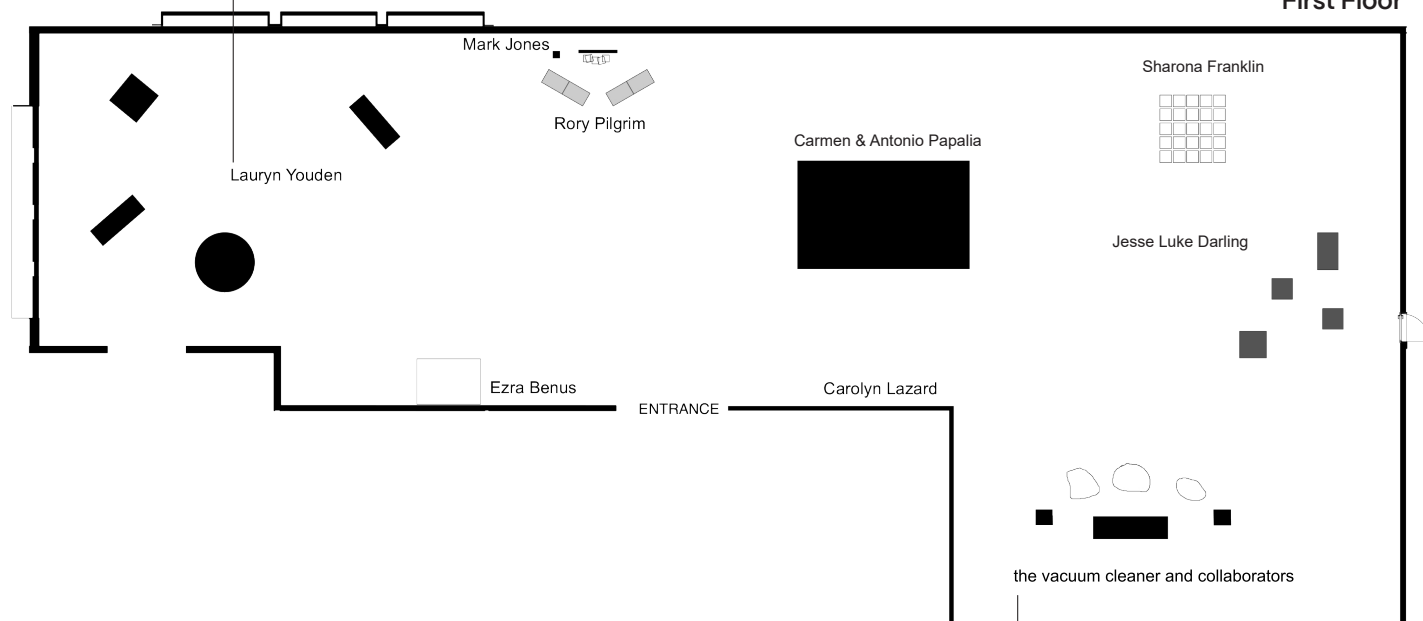 First Floor
Mark Jones
Sharona Franklin
Rory Pilgrim
Carmen & Antonio Papalia
Lauryn Youden
Jesse Luke Darling
Ezra Benus
Carolyn Lazard
ENTRANCE
the vacuum cleaner and collaborators